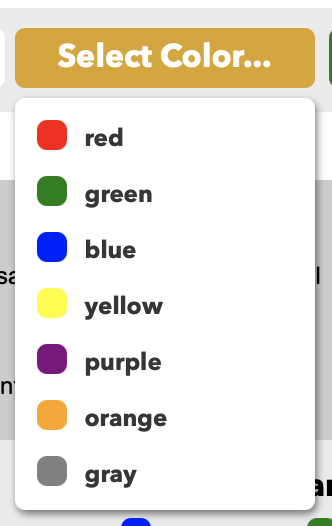 Select Color...
red
green
blue
yellow
purple
orange
gray